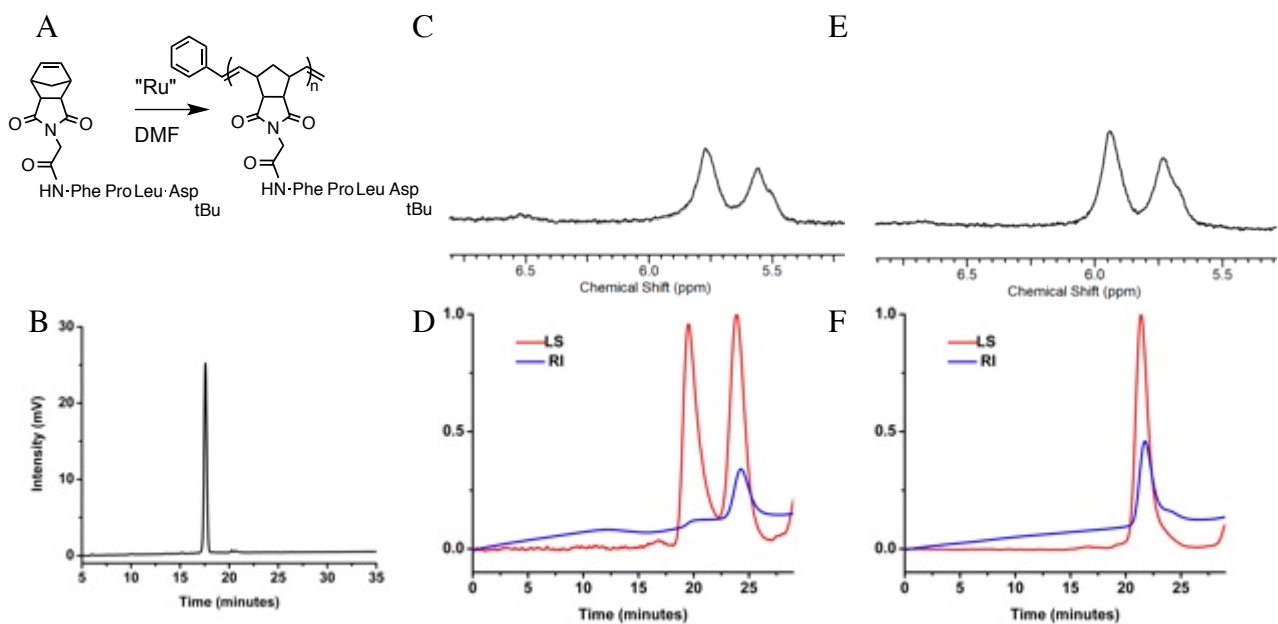 A
"Ru"
DMF
n
O
N
O
O
HN-Phe Pro Leu-Asp
tBu
O
N
O
O
HN-Phe Pro Leu Asp
tBu
B
30
20
10
0
Intensity (mV)
5 10 15 20 25 30 35
Time (minutes)
C
6.5 6.0 5.5
Chemical Shift (ppm)
D
1.0
0.5
0.0
LS
RI
0 5 10 15 20 25
Time (minutes)
E
6.5 6.0 5.5
Chemical Shift (ppm)
F
1.0
0.5
0.0
LS
RI
0 5 10 15 20 25
Time (minutes)